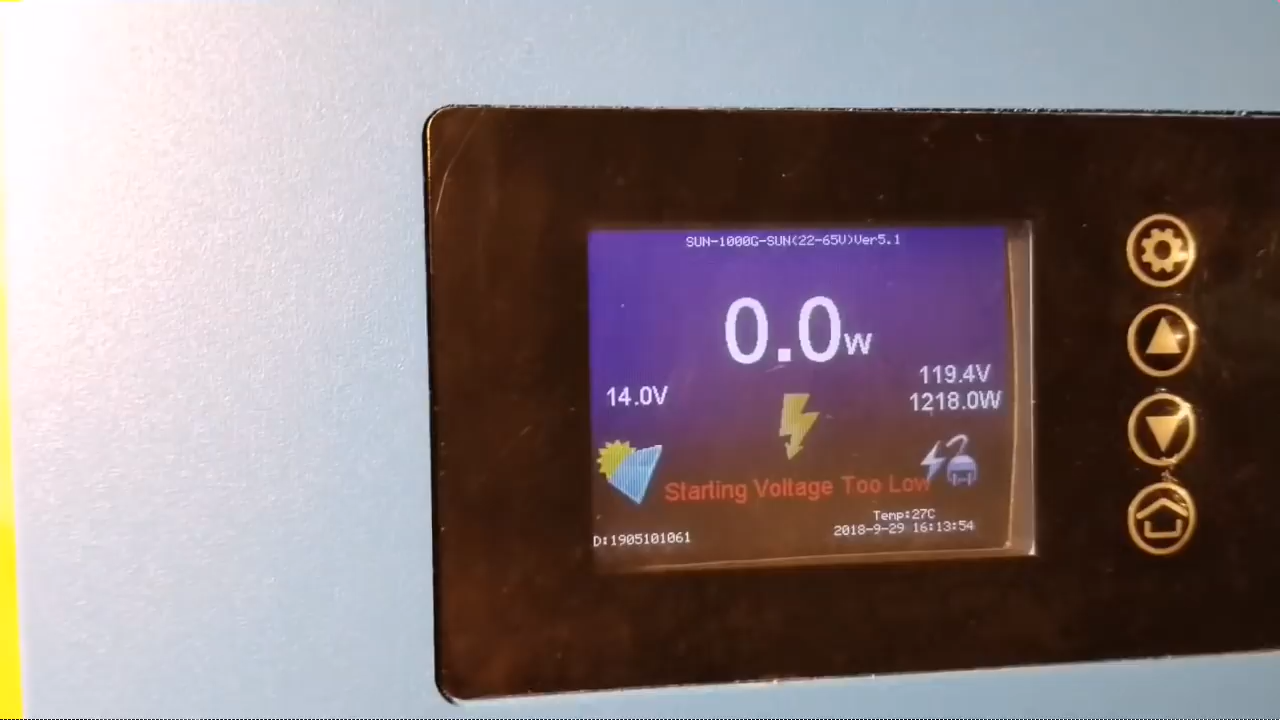 SUN-1000G-SUN(22-65V)Ver5.1
0.0W
14.0V
119.4V
1218.0W
Starting Voltage Too Low
Temp:27C
D:1905101061
2018-9-29 16:13:54